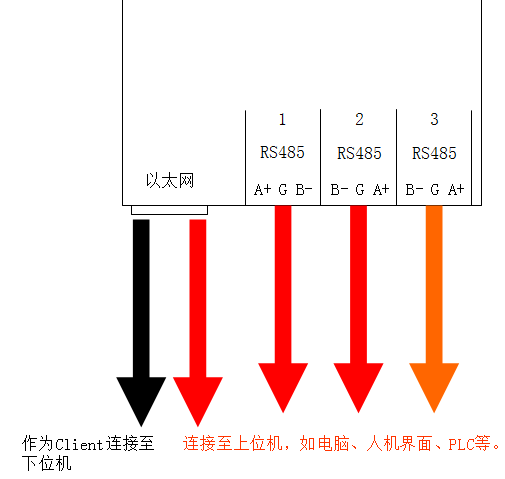 1 2 3
RS485 RS485 RS485
以太网
A+ G B- B- G A+ B- G A+
作为Client连接至
下位机
连接至上位机，如电脑、人机界面、PLC等。